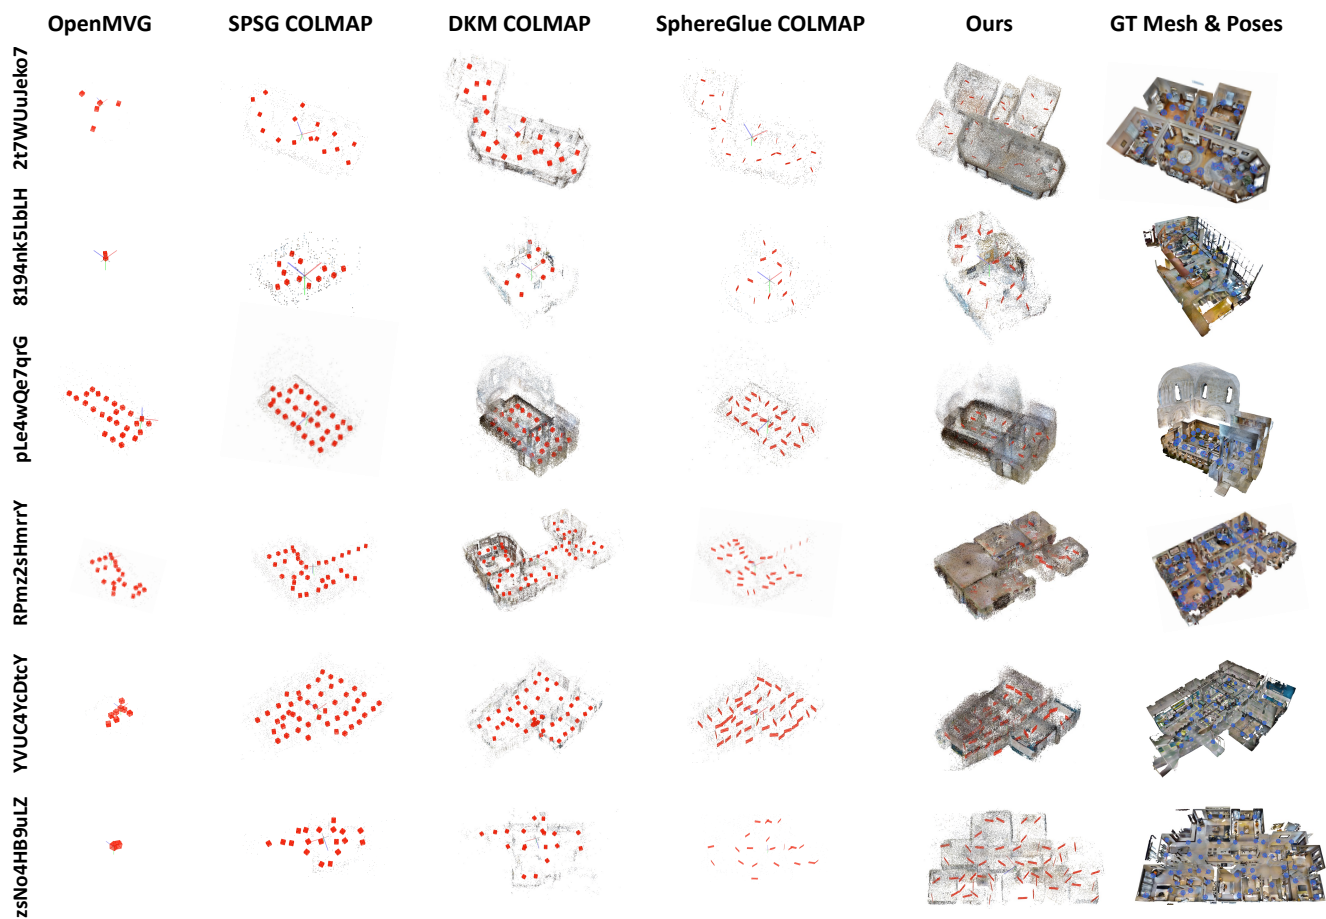 OpenMVG SPSG COLMAP DKM COLMAP SphereGlue COLMAP Ours GT Mesh & Poses
2t7WUuJeko7
8194nk5LbLH
pLe4wQe7qrG
RPmz2sHmrrY
YVUC4YcDtcY
zsNo4HB9uLZ